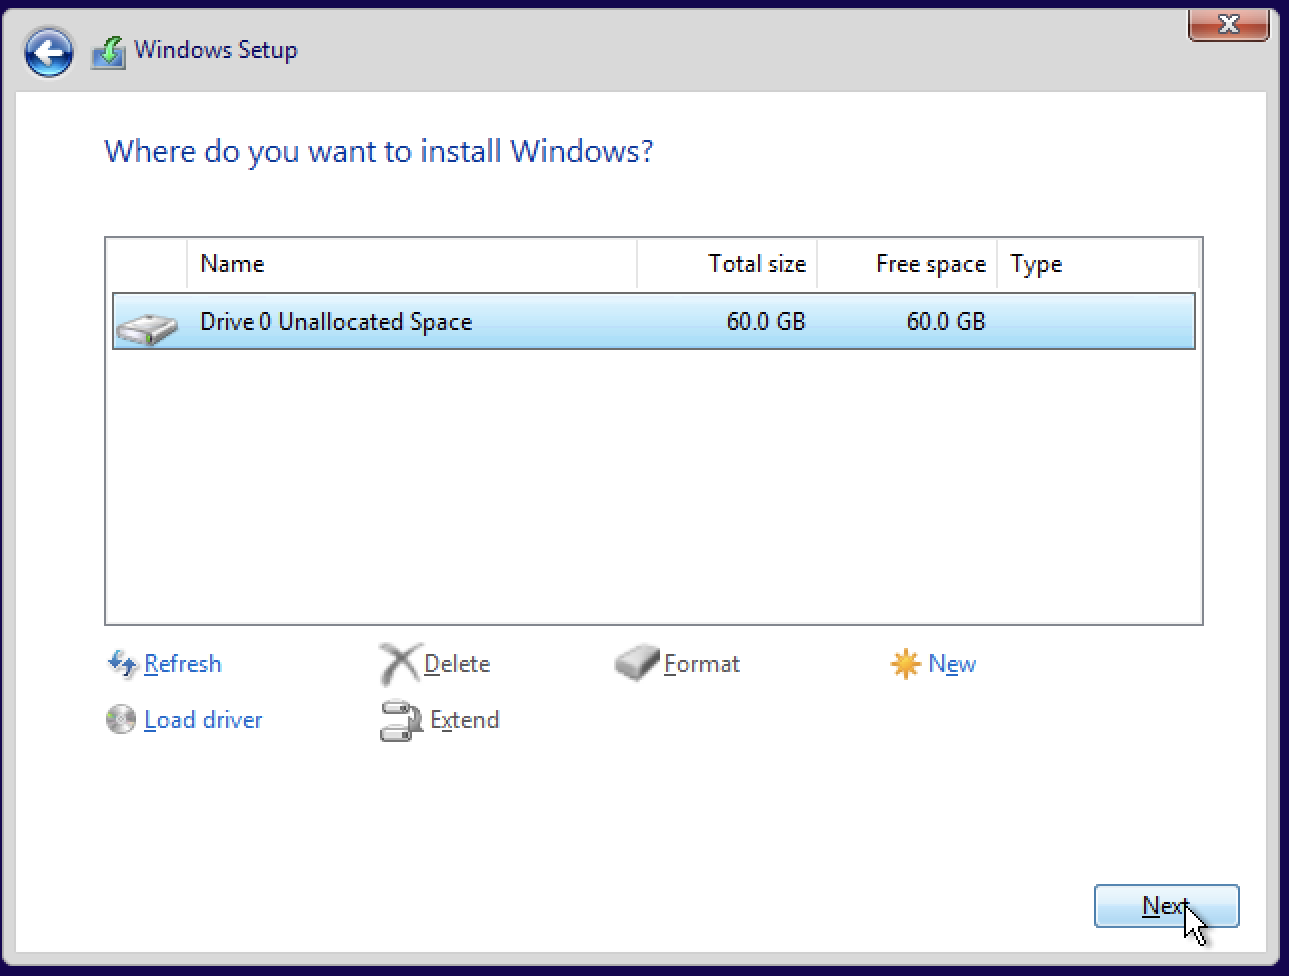 Windows Setup
Where do you want to install Windows?
Name Total size Free space Type
Drive 0 Unallocated Space 60.0 GB 60.0 GB
Refresh Delete Format New
Load driver Extend
Next